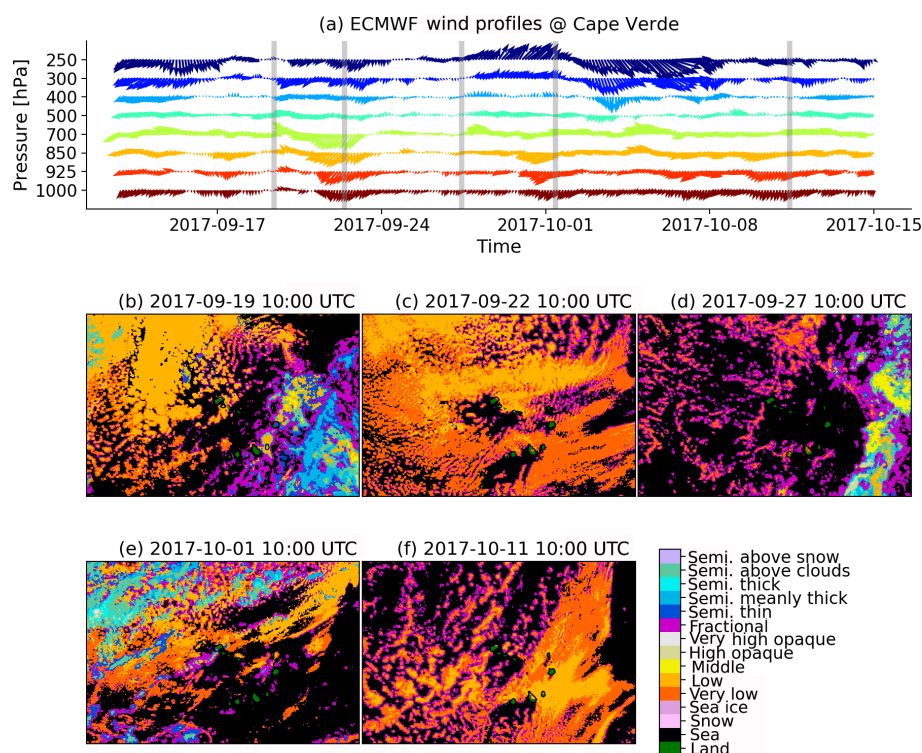 (a) ECMWF wind profiles @ Cape Verde
Pressure [hPa]
250
300
400
500
700
850
925
1000
2017-09-17 2017-09-24 2017-10-01 2017-10-08 2017-10-15
Time
(b) 2017-09-19 10:00 UTC (c) 2017-09-22 10:00 UTC (d) 2017-09-27 10:00 UTC
(e) 2017-10-01 10:00 UTC (f) 2017-10-11 10:00 UTC
Semi. above snow
Semi. above clouds
Semi. thick
Semi. meanly thick
Semi. thin
Fractional
Very high opaque
High opaque
Middle
Low
Very low
Sea ice
Snow
Sea
Land